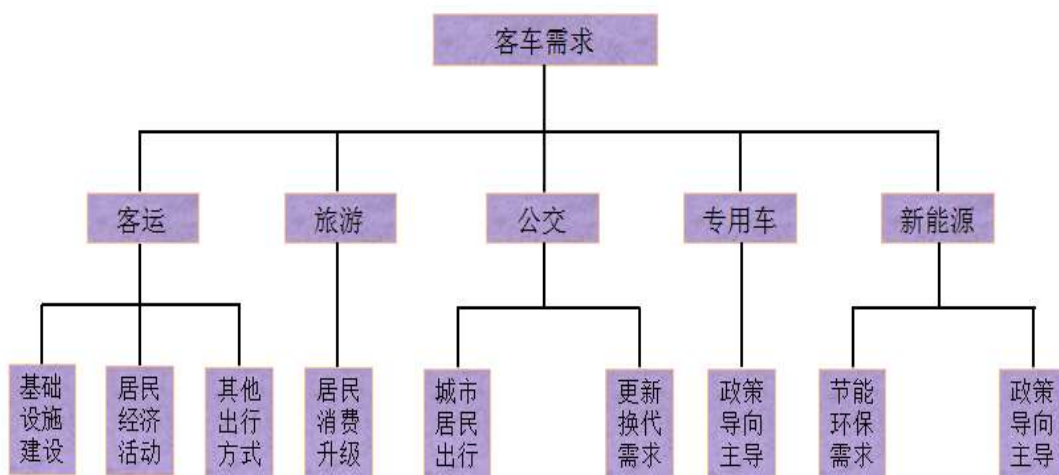 客车需求
客运
旅游
公交
专用车
新能源
基础
设施
建设
居民
经济
活动
其他
出行
方式
居民
消费
升级
城市
居民
出行
更新
换代
需求
政策
导向
主导
节能
环保
需求
政策
导向
主导